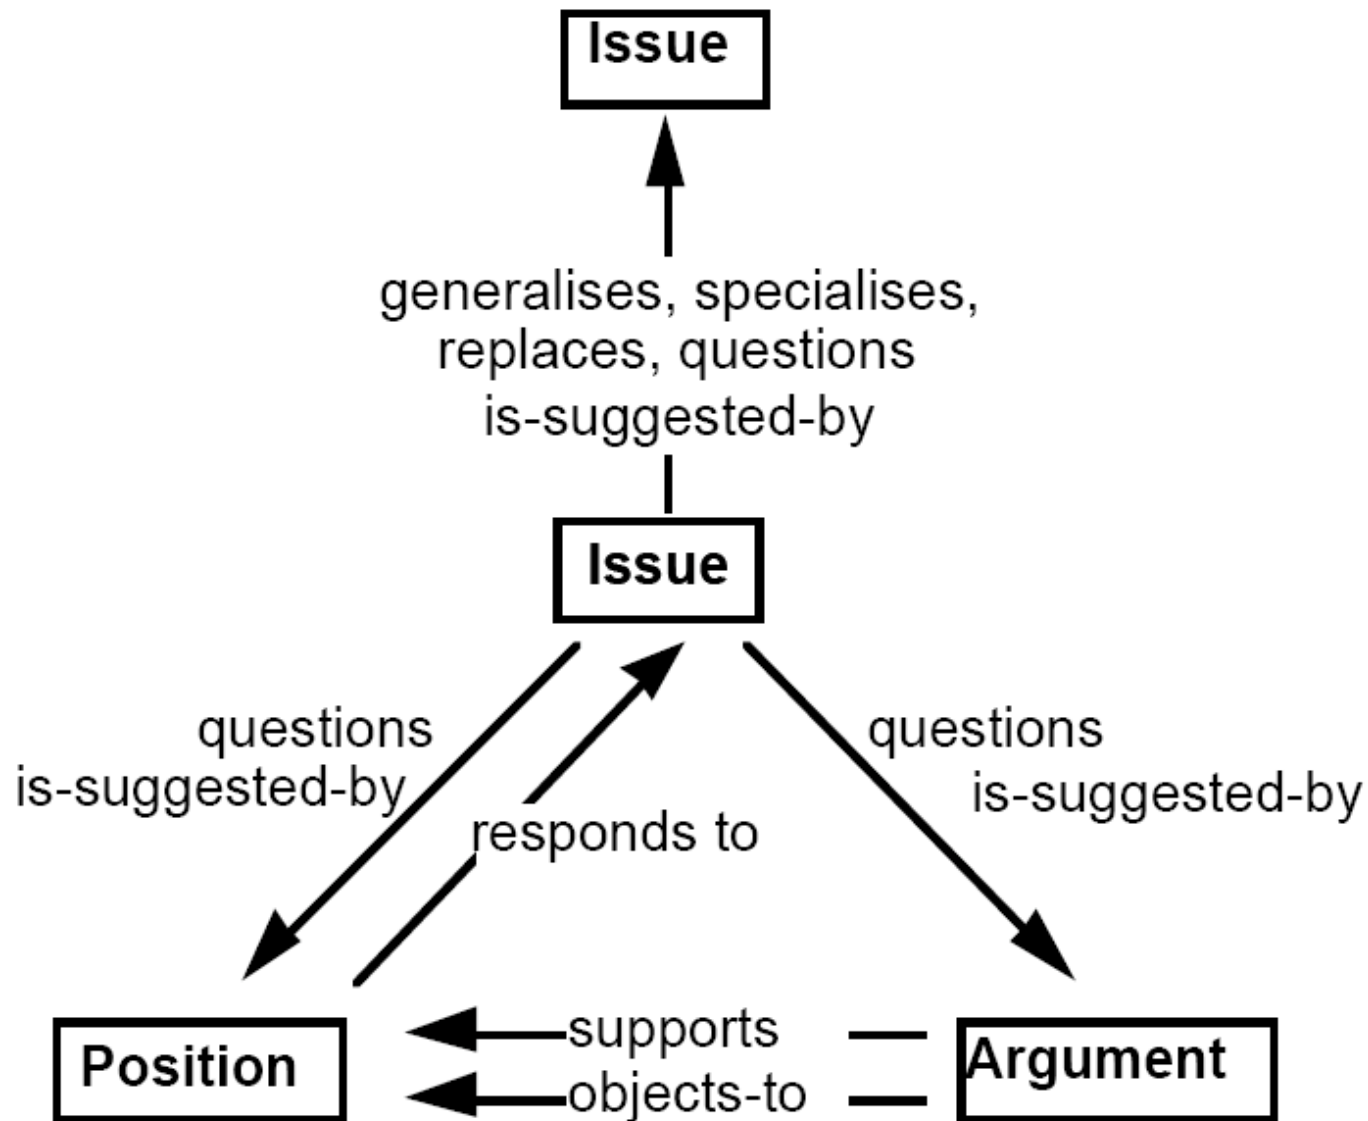 Issue
generalises, specialises,
replaces, questions
is-suggested-by
Issue
questions
is-suggested-by
responds to
questions
is-suggested-by
Position
supports
objects-to
Argument